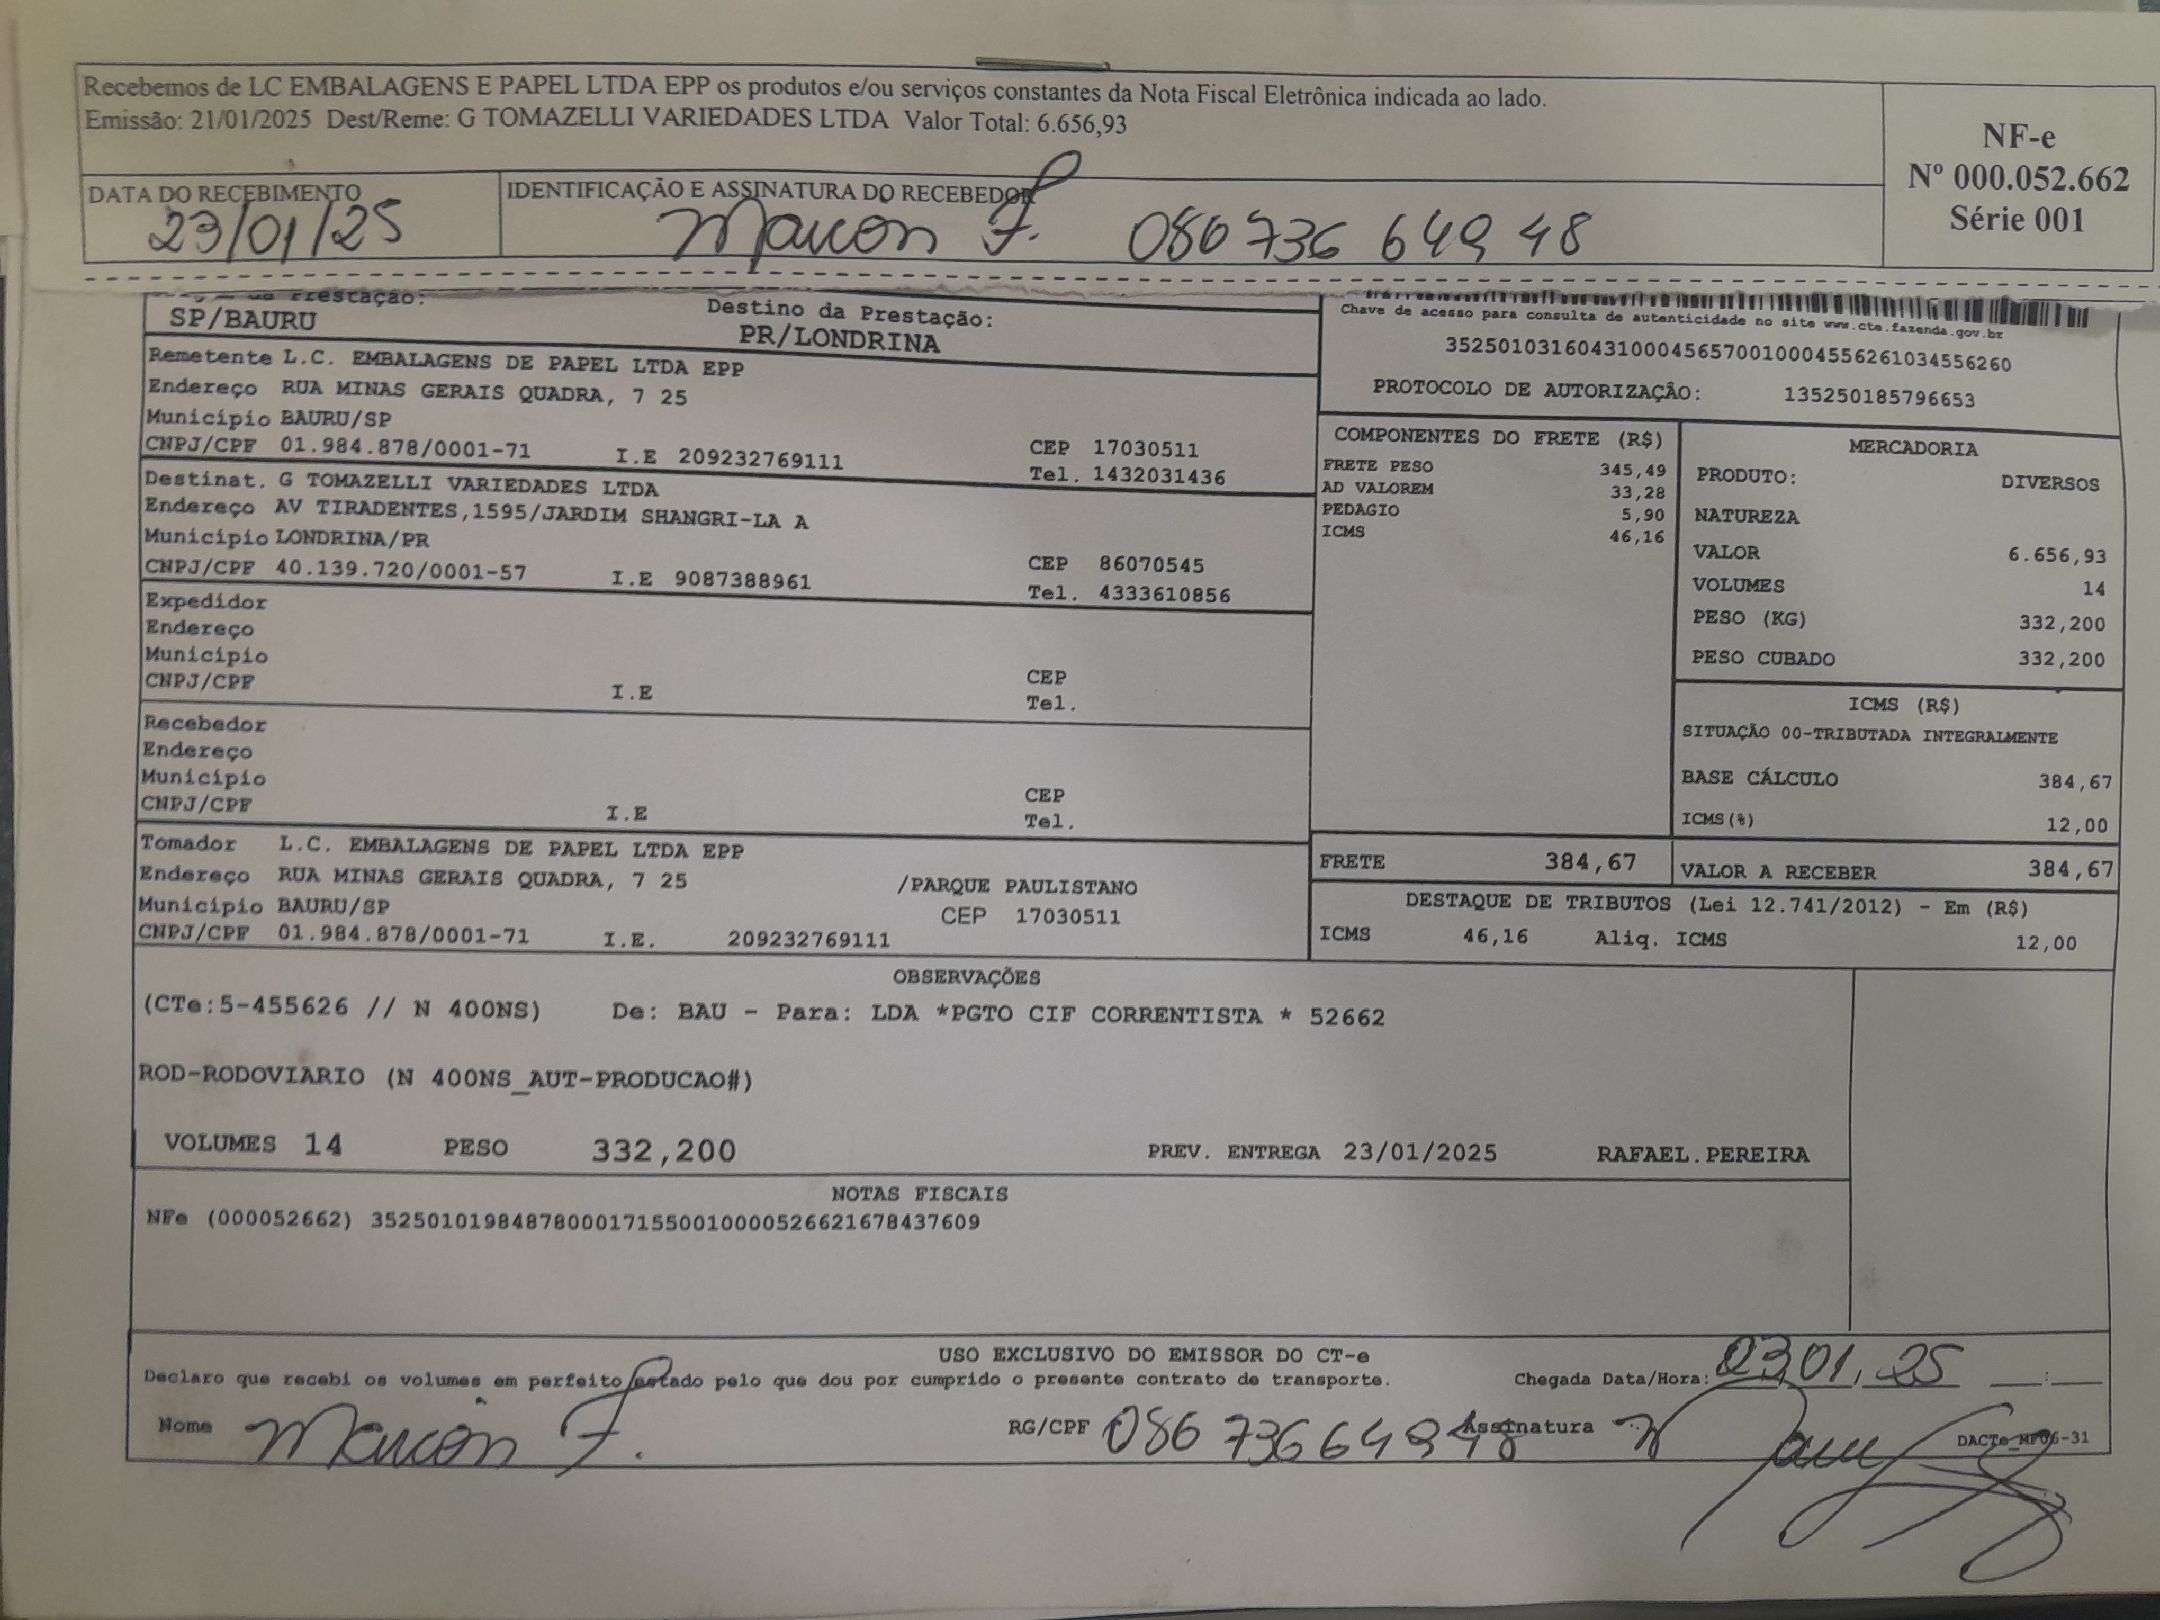 Recebemos de LC EMBALAGENS E PAPEL LTDA EPP os produtos e/ou serviços constantes da Nota Fiscal Eletrônica indicada ao lado.
Emissão: 21/01/2025 Dest/Reme: G TOMAZELLI VARIEDADES LTDA Valor Total: 6.656,93
NF-e
Nº 000.052.662
Série 001
DATA DO RECEBIMENTO
23/01/25
IDENTIFICAÇÃO E ASSINATURA DO RECEBEDOR
Marcon F. 086 736 649 48
da Prestação:
SP/BAURU
Destino da Prestação:
PR/LONDRINA
Chave de acesso para consulta de autenticidade no site www.cte.fazenda.gov.br
35250103160431000456570010004556261034556260
PROTOCOLO DE AUTORIZAÇÃO: 135250185796653
Remetente L.C. EMBALAGENS DE PAPEL LTDA EPP
Endereço RUA MINAS GERAIS QUADRA, 7 25
Município BAURU/SP
CNPJ/CPF 01.984.878/0001-71 I.E 209232769111
CEP 17030511
Tel. 1432031436
Destinat. G TOMAZELLI VARIEDADES LTDA
Endereço AV TIRADENTES,1595/JARDIM SHANGRI-LA A
Município LONDRINA/PR
CNPJ/CPF 40.139.720/0001-57 I.E 9087388961
CEP 86070545
Tel. 4333610856
Expedidor
Endereço
Município
CNPJ/CPF I.E
CEP
Tel.
Recebedor
Endereço
Município
CNPJ/CPF I.E
CEP
Tel.
Tomador L.C. EMBALAGENS DE PAPEL LTDA EPP
Endereço RUA MINAS GERAIS QUADRA, 7 25 /PARQUE PAULISTANO
Município BAURU/SP CEP 17030511
CNPJ/CPF 01.984.878/0001-71 I.E. 209232769111
COMPONENTES DO FRETE (R$)
FRETE PESO 345,49
AD VALOREM 33,28
PEDAGIO 5,90
ICMS 46,16
MERCADORIA
PRODUTO: DIVERSOS
NATUREZA
VALOR 6.656,93
VOLUMES 14
PESO (KG) 332,200
PESO CUBADO 332,200
ICMS (R$)
SITUAÇÃO 00-TRIBUTADA INTEGRALMENTE
BASE CÁLCULO 384,67
ICMS(%) 12,00
FRETE 384,67
VALOR A RECEBER 384,67
DESTAQUE DE TRIBUTOS (Lei 12.741/2012) - Em (R$)
ICMS 46,16 Aliq. ICMS 12,00
OBSERVAÇÕES
(CTe:5-455626 // N 400NS) De: BAU - Para: LDA *PGTO CIF CORRENTISTA * 52662
ROD-RODOVIARIO (N 400NS_AUT-PRODUCAO#)
VOLUMES 14 PESO 332,200 PREV. ENTREGA 23/01/2025 RAFAEL.PEREIRA
NOTAS FISCAIS
NFe (000052662) 35250101984878000171550010000526621678437609
USO EXCLUSIVO DO EMISSOR DO CT-e
Declaro que recebi os volumes em perfeito estado pelo que dou por cumprido o presente contrato de transporte.
Chegada Data/Hora: 23,01,25 __:__
Nome Marcon F. RG/CPF 086 736 649 48 Assinatura
DACTe_MF06-31